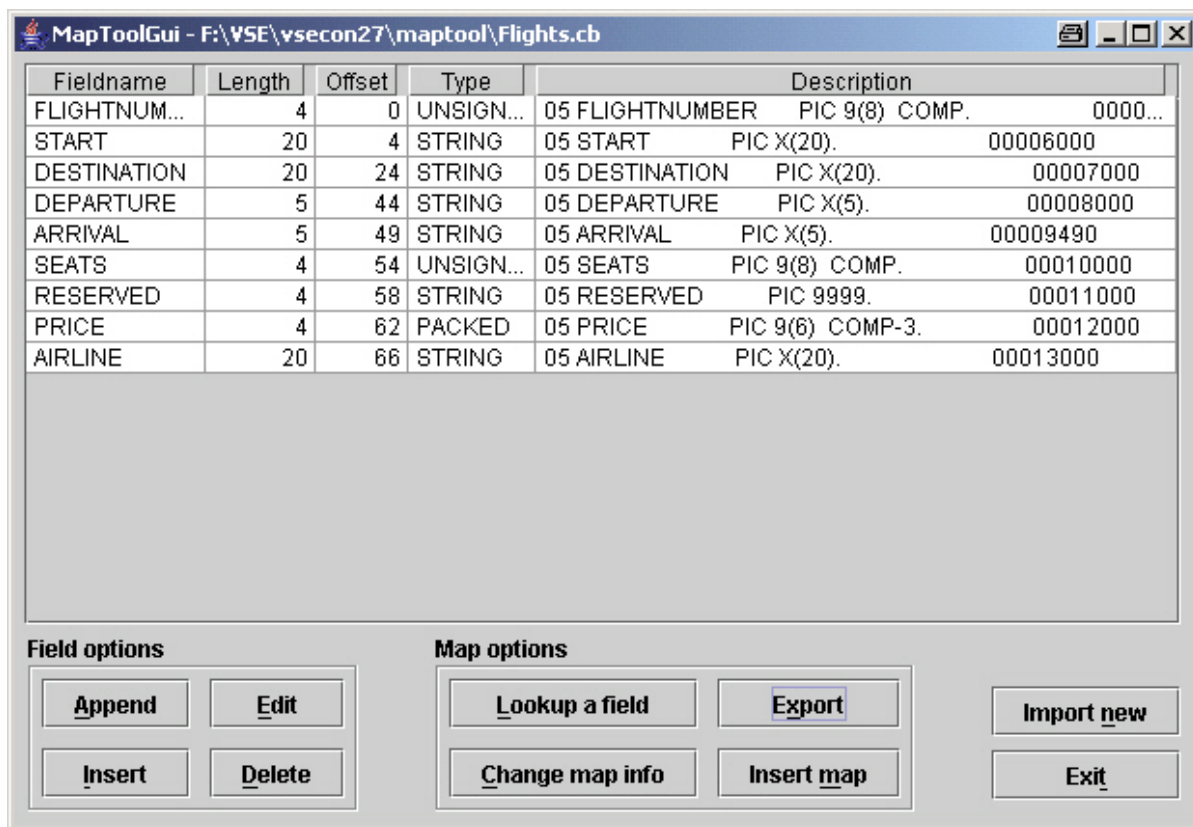 MapToolGui - F:\VSE\vsecon27\maptool\Flights.cb
Fieldname Length Offset Type Description
FLIGHTNUM... 4 0 UNSIGN... 05 FLIGHTNUMBER PIC 9(8) COMP. 0000...
START 20 4 STRING 05 START PIC X(20). 00006000
DESTINATION 20 24 STRING 05 DESTINATION PIC X(20). 00007000
DEPARTURE 5 44 STRING 05 DEPARTURE PIC X(5). 00008000
ARRIVAL 5 49 STRING 05 ARRIVAL PIC X(5). 00009490
SEATS 4 54 UNSIGN... 05 SEATS PIC 9(8) COMP. 00010000
RESERVED 4 58 STRING 05 RESERVED PIC 9999. 00011000
PRICE 4 62 PACKED 05 PRICE PIC 9(6) COMP-3. 00012000
AIRLINE 20 66 STRING 05 AIRLINE PIC X(20). 00013000
Field options Map options
Append Edit Lookup a field Export Import new
Insert Delete Change map info Insert map Exit